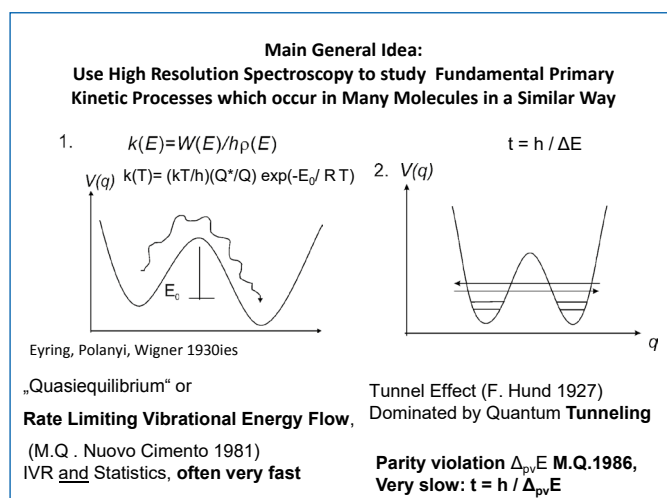 Main General Idea:
Use High Resolution Spectroscopy to study Fundamental Primary
Kinetic Processes which occur in Many Molecules in a Similar Way
1.
k(E)=W(E)/hρ(E)
V(q)
k(T)= (kT/h)(Q*/Q) exp(-E₀/ R T)
E₀
Eyring, Polanyi, Wigner 1930ies
„Quasiequilibrium“ or
Rate Limiting Vibrational Energy Flow,
(M.Q . Nuovo Cimento 1981)
IVR and Statistics, often very fast
t = h / ΔE
2.
V(q)
q
Tunnel Effect (F. Hund 1927)
Dominated by Quantum Tunneling
Parity violation ΔpvE M.Q.1986,
Very slow: t = h / ΔpvE